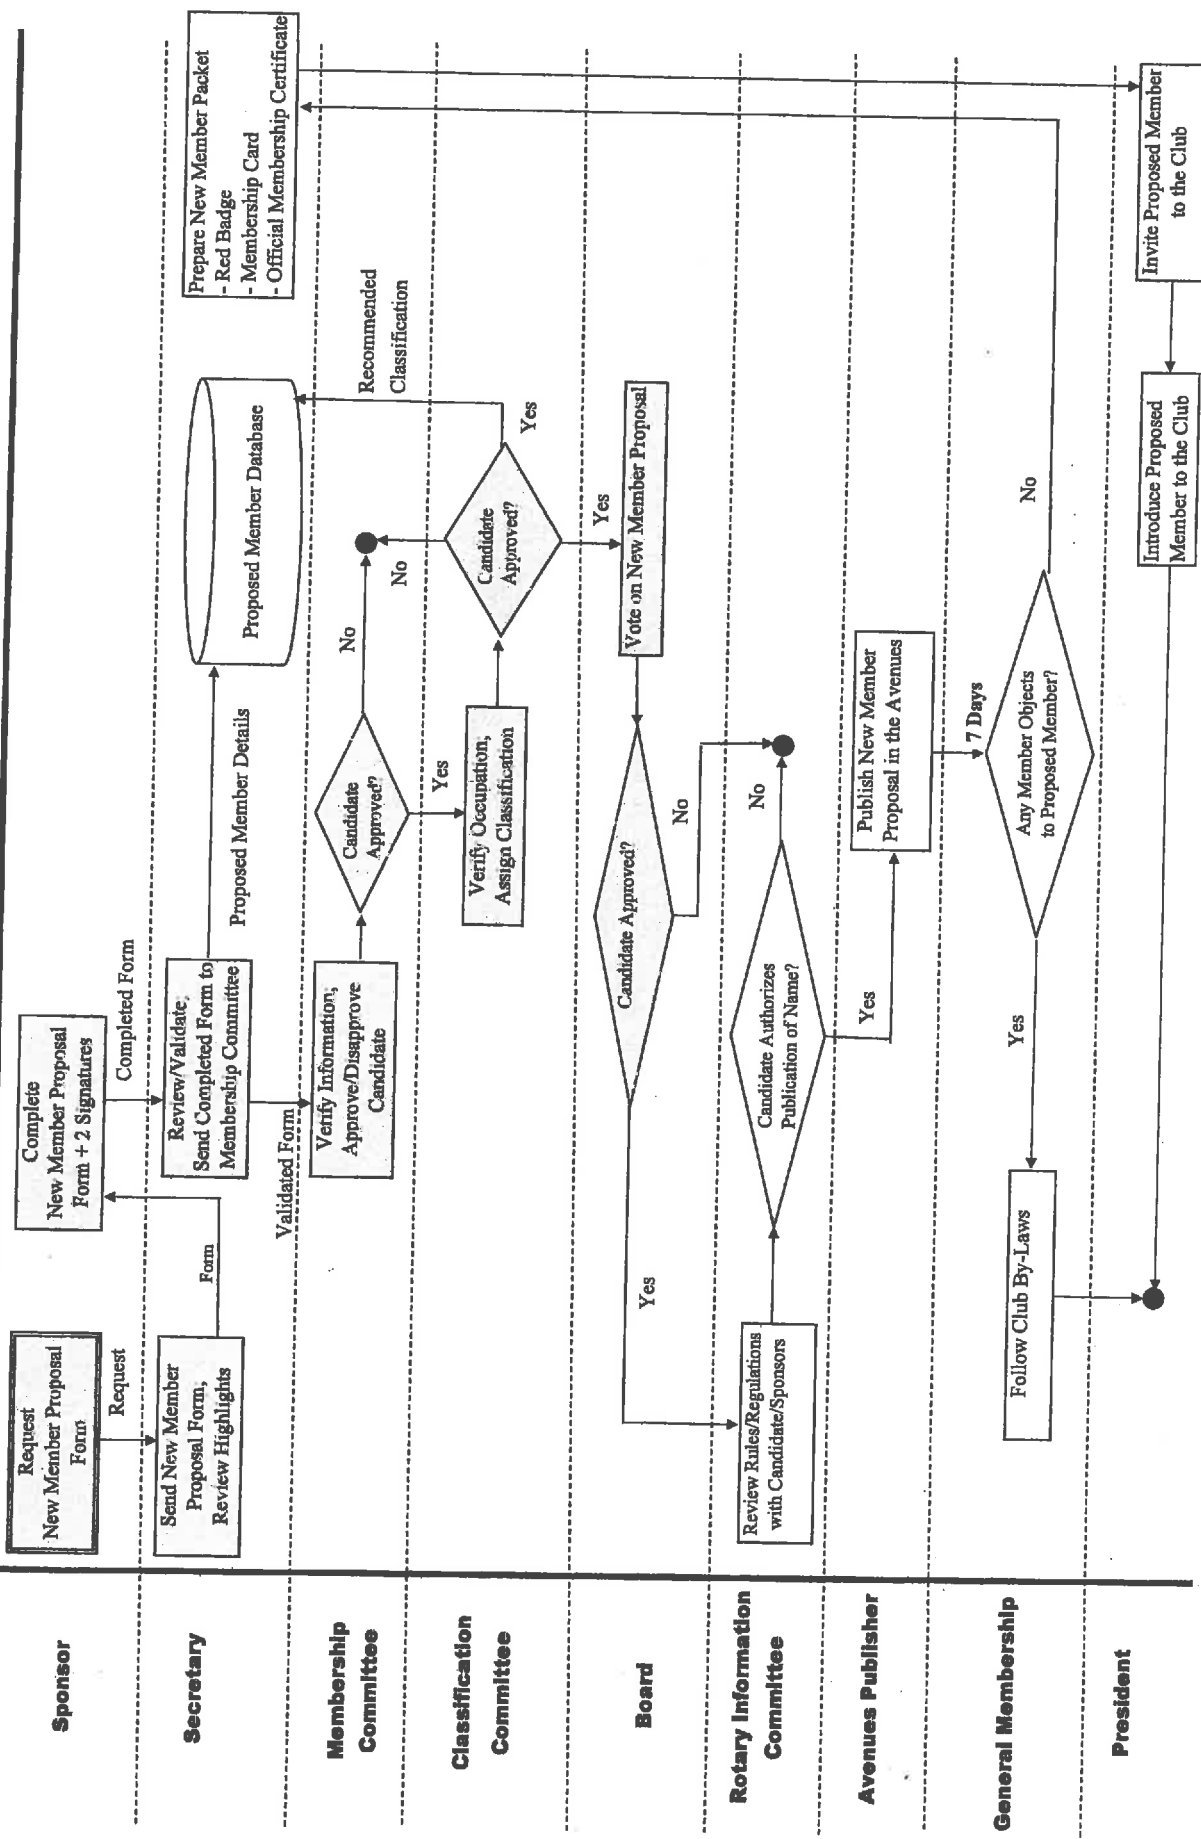 Sponsor
Request
New Member Proposal
Form
Request
Complete
New Member Proposal
Form + 2 Signatures
Completed Form
Secretary
Send New Member
Proposal Form;
Review Highlights
Form
Review/Validate;
Send Completed Form to
Membership Committee
Proposed Member Details
Validated Form
Proposed Member Database
Prepare New Member Packet
- Red Badge
- Membership Card
- Official Membership Certificate
Membership
Committee
Verify Information;
Approve/Disapprove
Candidate
Candidate
Approved?
No
Yes
Recommended
Classification
Classification
Committee
Verify Occupation;
Assign Classification
Candidate
Approved?
No
Yes
Yes
Board
Vote on New Member Proposal
Candidate Approved?
No
Yes
Rotary Information
Committee
Review Rules/Regulations
with Candidate/Sponsors
Candidate Authorizes
Publication of Name?
No
Yes
Avenues Publisher
Publish New Member
Proposal in the Avenues
7 Days
General Membership
Follow Club By-Laws
Yes
Any Member Objects
to Proposed Member?
No
President
Introduce Proposed
Member to the Club
Invite Proposed Member
to the Club